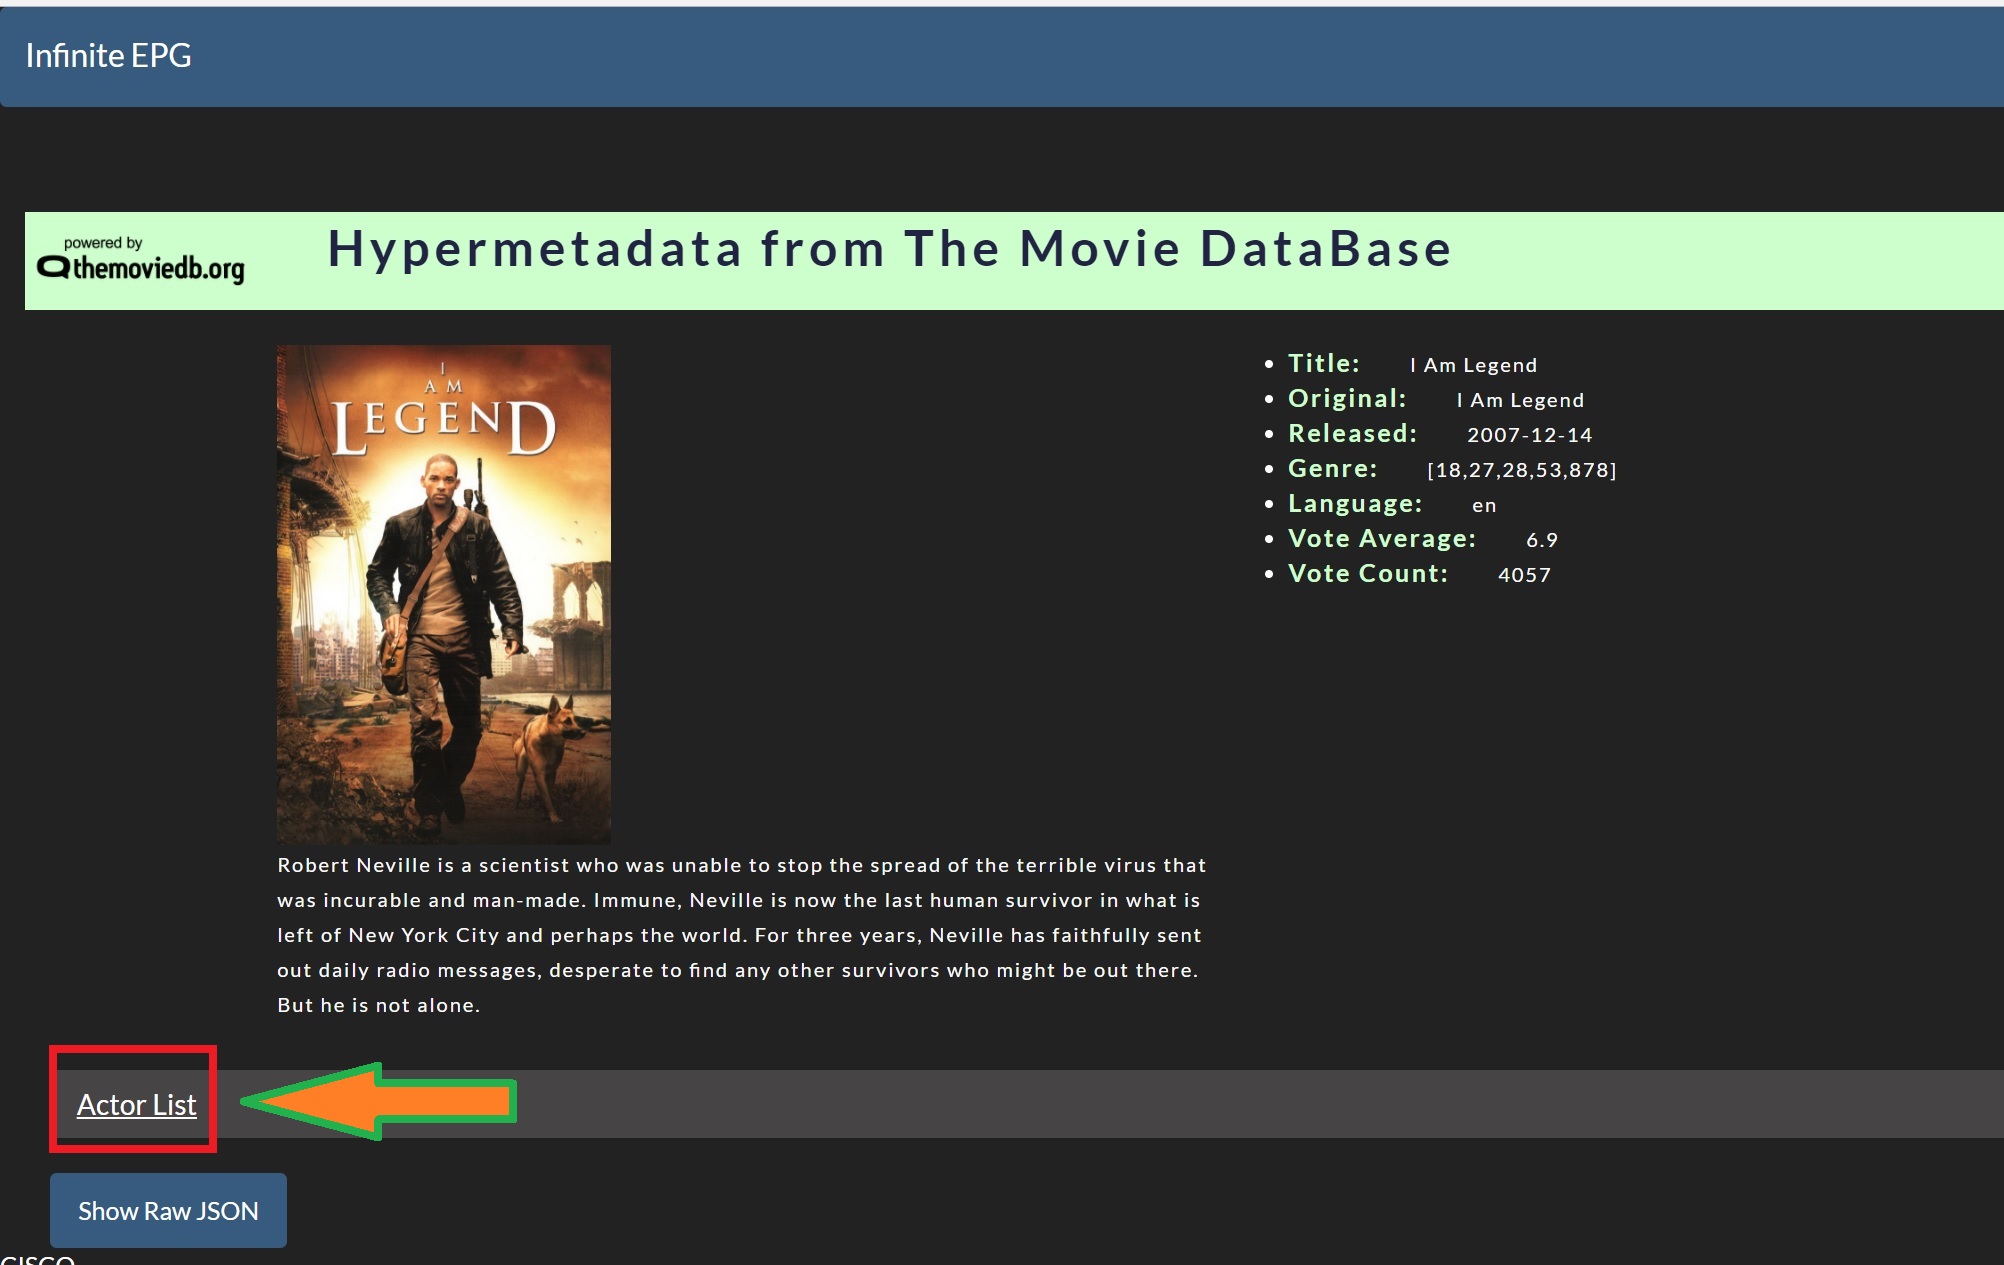 Infinite EPG
powered by
themoviedb.org
Hypermetadata from The Movie DataBase
I
AM
LEGEND
Title: I Am Legend
Original: I Am Legend
Released: 2007-12-14
Genre: [18,27,28,53,878]
Language: en
Vote Average: 6.9
Vote Count: 4057
Robert Neville is a scientist who was unable to stop the spread of the terrible virus that
was incurable and man-made. Immune, Neville is now the last human survivor in what is
left of New York City and perhaps the world. For three years, Neville has faithfully sent
out daily radio messages, desperate to find any other survivors who might be out there.
But he is not alone.
Actor List
Show Raw JSON